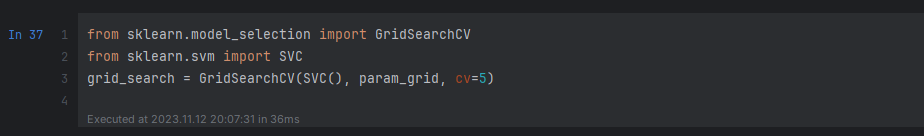 In 37 1 from sklearn.model_selection import GridSearchCV
2 from sklearn.svm import SVC
3 grid_search = GridSearchCV(SVC(), param_grid, cv=5)
4
Executed at 2023.11.12 20:07:31 in 36ms